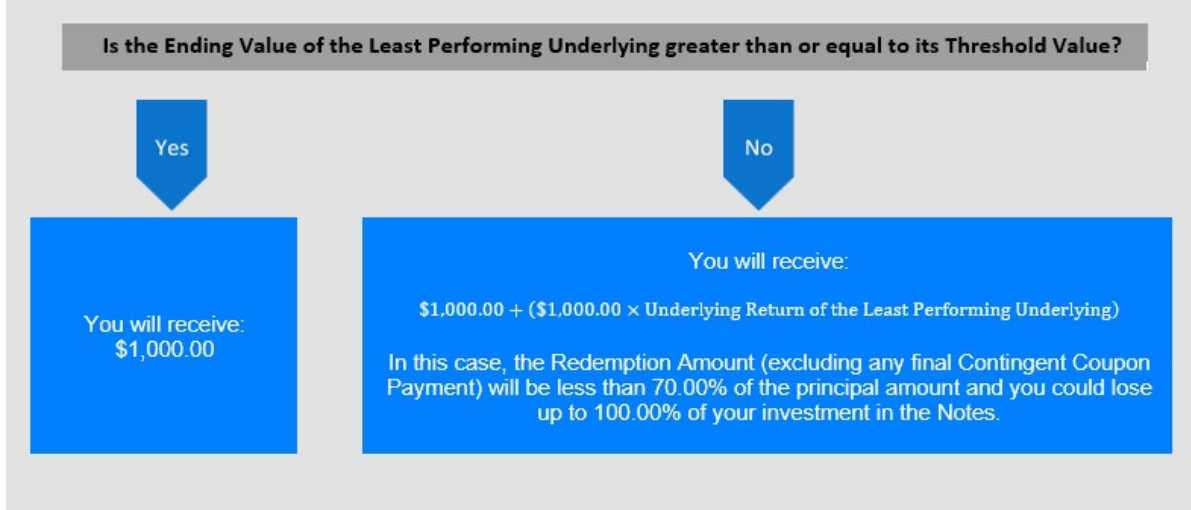 Is the Ending Value of the Least Performing Underlying greater than or equal to its Threshold Value?
Yes
No
You will receive:
$1,000.00
You will receive:
$1,000.00 + ($1,000.00 × Underlying Return of the Least Performing Underlying)
In this case, the Redemption Amount (excluding any final Contingent Coupon
Payment) will be less than 70.00% of the principal amount and you could lose
up to 100.00% of your investment in the Notes.